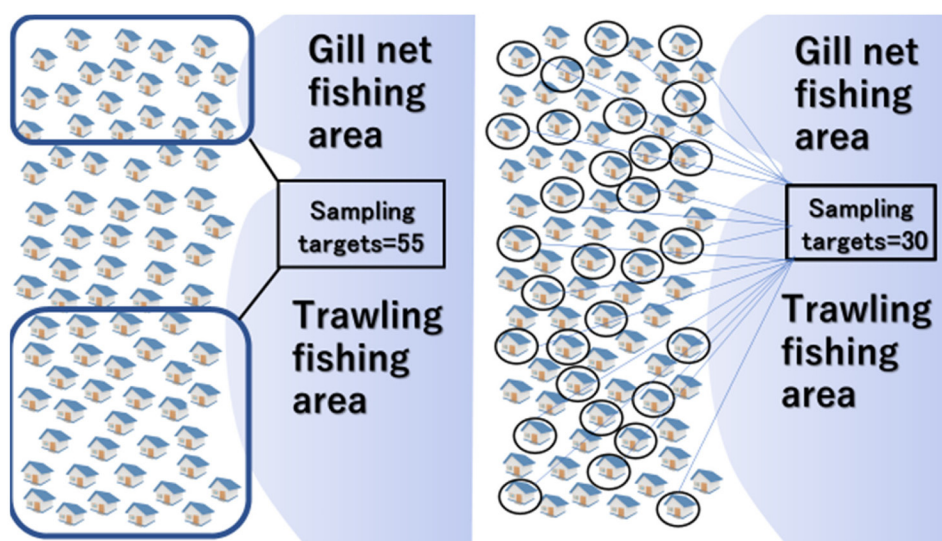 Gill net
fishing
area
Sampling
targets=55
Trawling
fishing
area
Gill net
fishing
area
Sampling
targets=30
Trawling
fishing
area